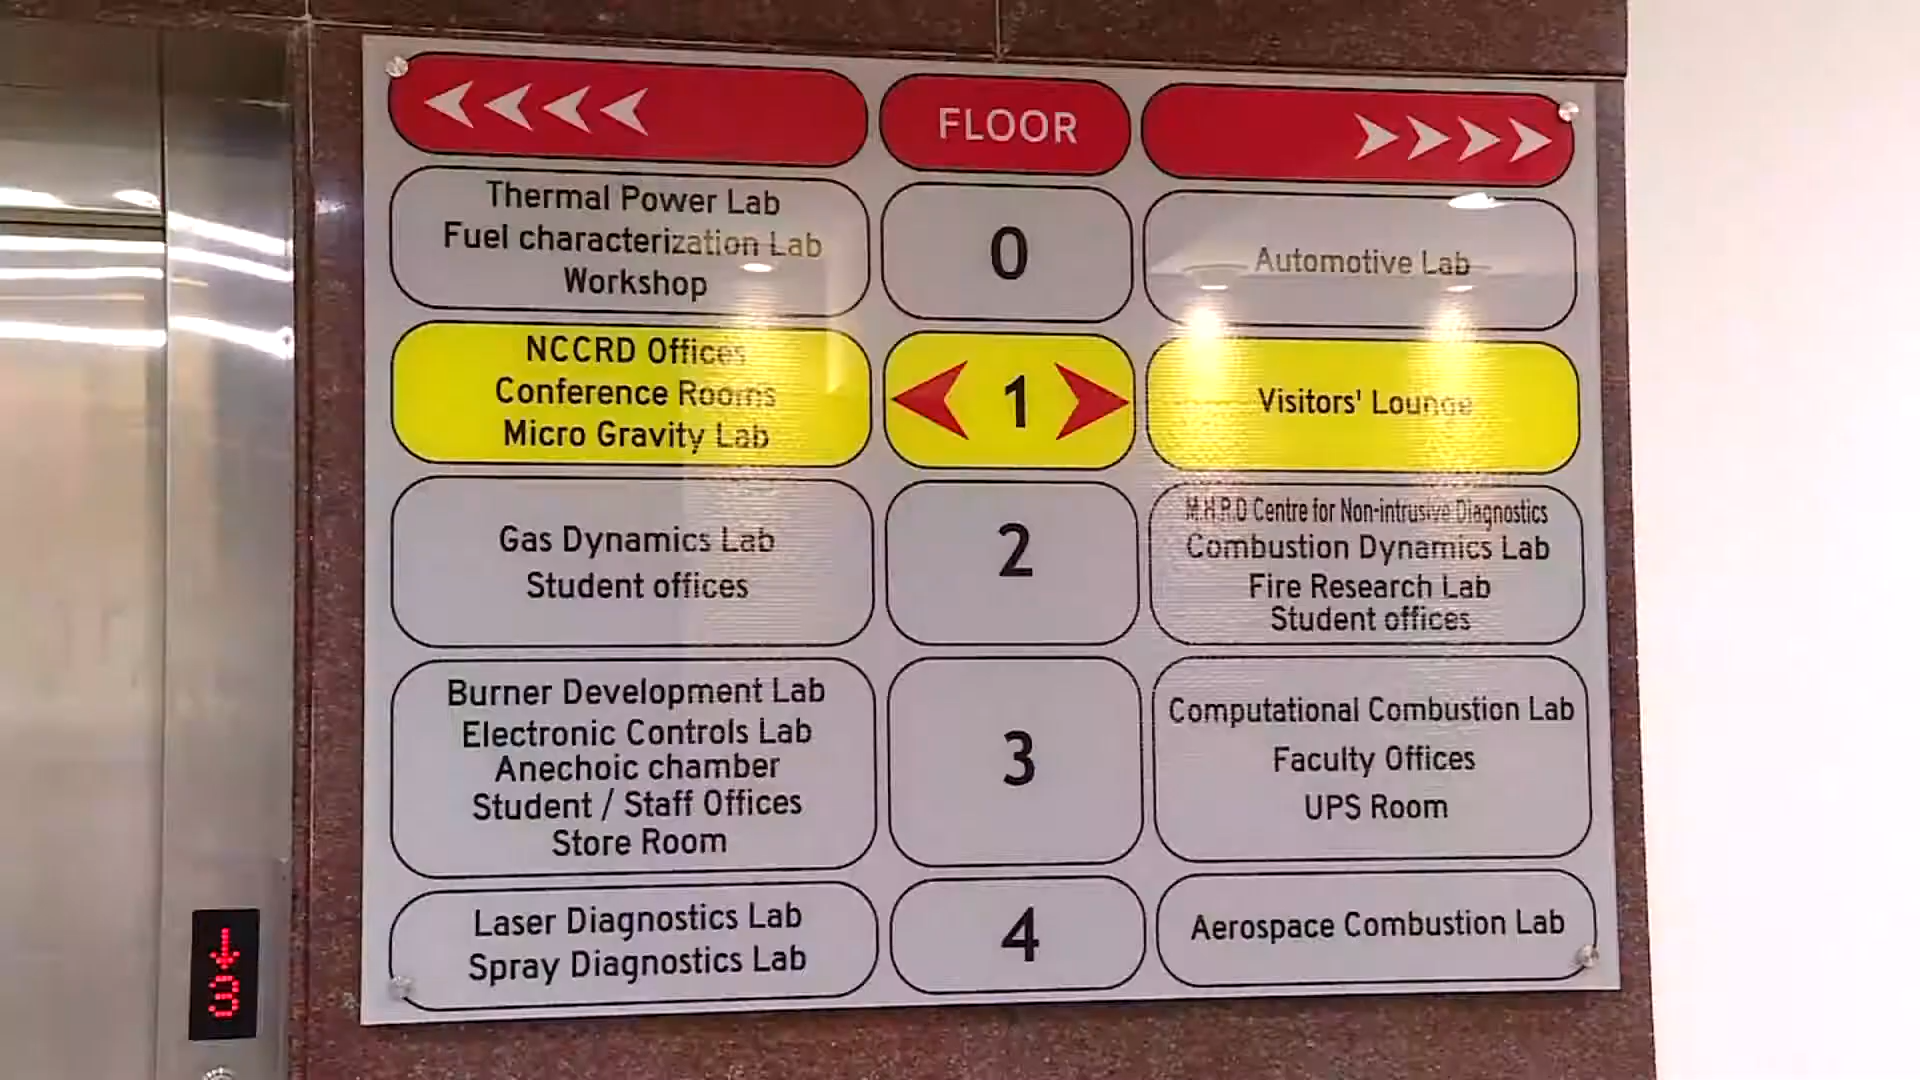 FLOOR
Thermal Power Lab
Fuel characterization Lab
Workshop
0
Automotive Lab
NCCRD Offices
Conference Rooms
Micro Gravity Lab
1
Visitors' Lounge
Gas Dynamics Lab
Student offices
2
M.H.R.D Centre for Non-intrusive Diagnostics
Combustion Dynamics Lab
Fire Research Lab
Student offices
Burner Development Lab
Electronic Controls Lab
Anechoic chamber
Student / Staff Offices
Store Room
3
Computational Combustion Lab
Faculty Offices
UPS Room
Laser Diagnostics Lab
Spray Diagnostics Lab
4
Aerospace Combustion Lab
3